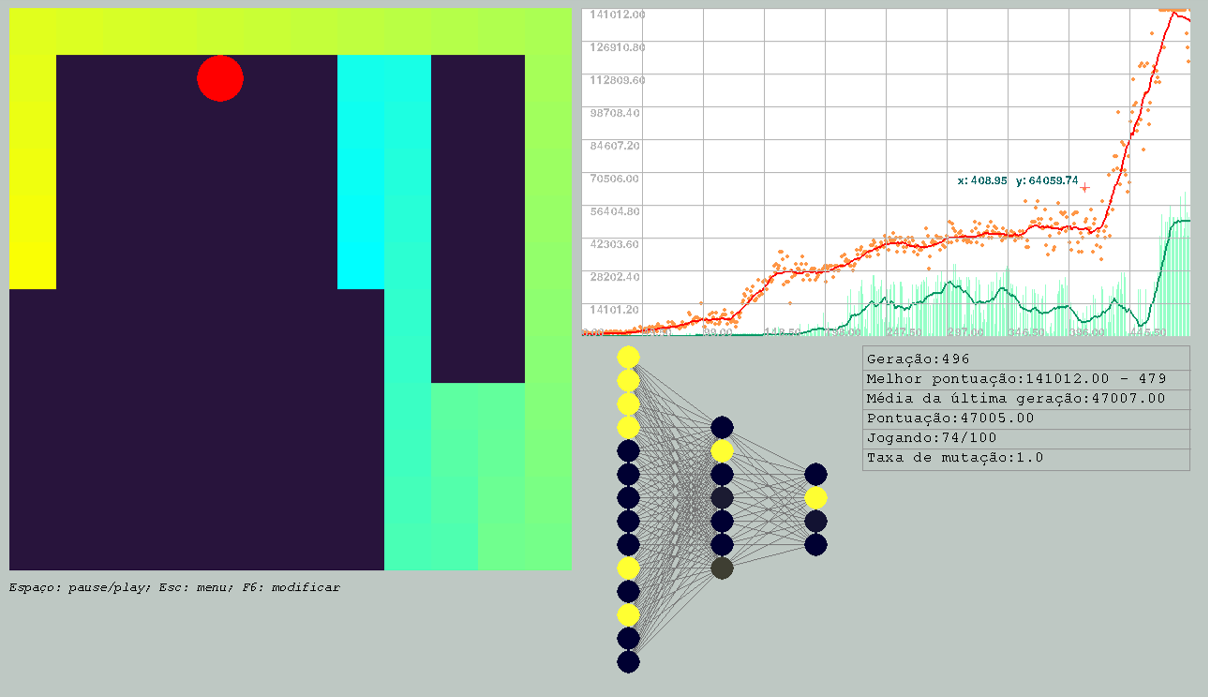 141012.00
126910.80
112809.60
98708.40
84607.20
70506.00
x: 408.95 y: 64059.74
56404.80
42303.60
28202.40
14101.20
99.00 148.50 198.00 247.50 297.00 346.50 396.00 445.50
Geração:496
Melhor pontuação:141012.00 - 479
Média da última geração:47007.00
Pontuação:47005.00
Jogando:74/100
Taxa de mutação:1.0
Espaço: pause/play; Esc: menu; F6: modificar